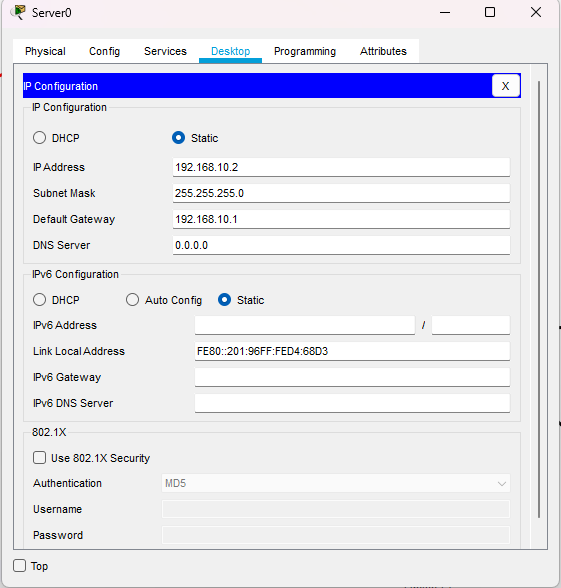 Server0
Physical Config Services Desktop Programming Attributes
IP Configuration X
IP Configuration
DHCP Static
IP Address 192.168.10.2
Subnet Mask 255.255.255.0
Default Gateway 192.168.10.1
DNS Server 0.0.0.0
IPv6 Configuration
DHCP Auto Config Static
IPv6 Address /
Link Local Address FE80::201:96FF:FED4:68D3
IPv6 Gateway
IPv6 DNS Server
802.1X
Use 802.1X Security
Authentication MD5
Username
Password
Top